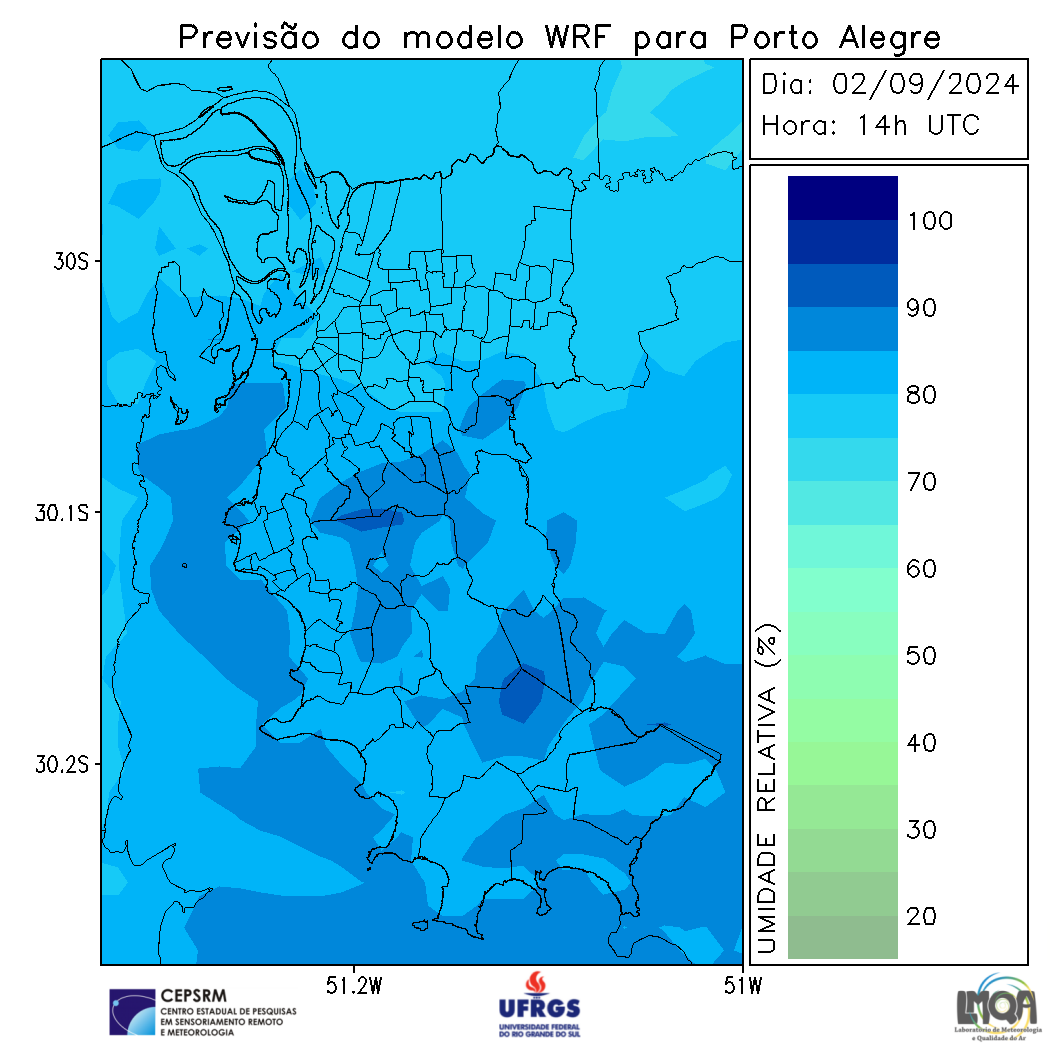 Previsão do modelo WRF para Porto Alegre
Dia: 02/09/2024
Hora: 14h UTC
30S
30.1S
30.2S
51.2W
51W
100
90
80
70
60
50
40
30
20
UMIDADE RELATIVA (%)
CEPSRM
CENTRO ESTADUAL DE PESQUISAS
EM SENSORIAMENTO REMOTO
E METEOROLOGIA
UFRGS
UNIVERSIDADE FEDERAL
DO RIO GRANDE DO SUL
LMQA
Laboratório de Meteorologia
e Qualidade do Ar